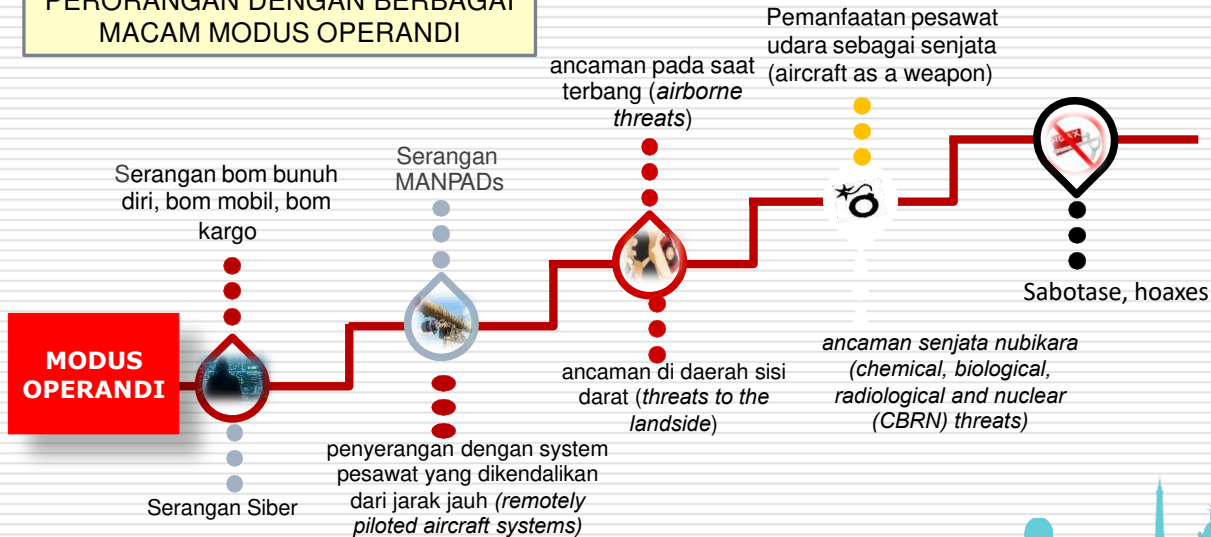 PERORANGAN DENGAN BERBAGAI
MACAM MODUS OPERANDI
MODUS
OPERANDI
Serangan bom bunuh
diri, bom mobil, bom
kargo
Serangan Siber
Serangan
MANPADs
penyerangan dengan system
pesawat yang dikendalikan
dari jarak jauh (remotely
piloted aircraft systems)
ancaman pada saat
terbang (airborne
threats)
ancaman di daerah sisi
darat (threats to the
landside)
Pemanfaatan pesawat
udara sebagai senjata
(aircraft as a weapon)
ancaman senjata nubikara
(chemical, biological,
radiological and nuclear
(CBRN) threats)
Sabotase, hoaxes